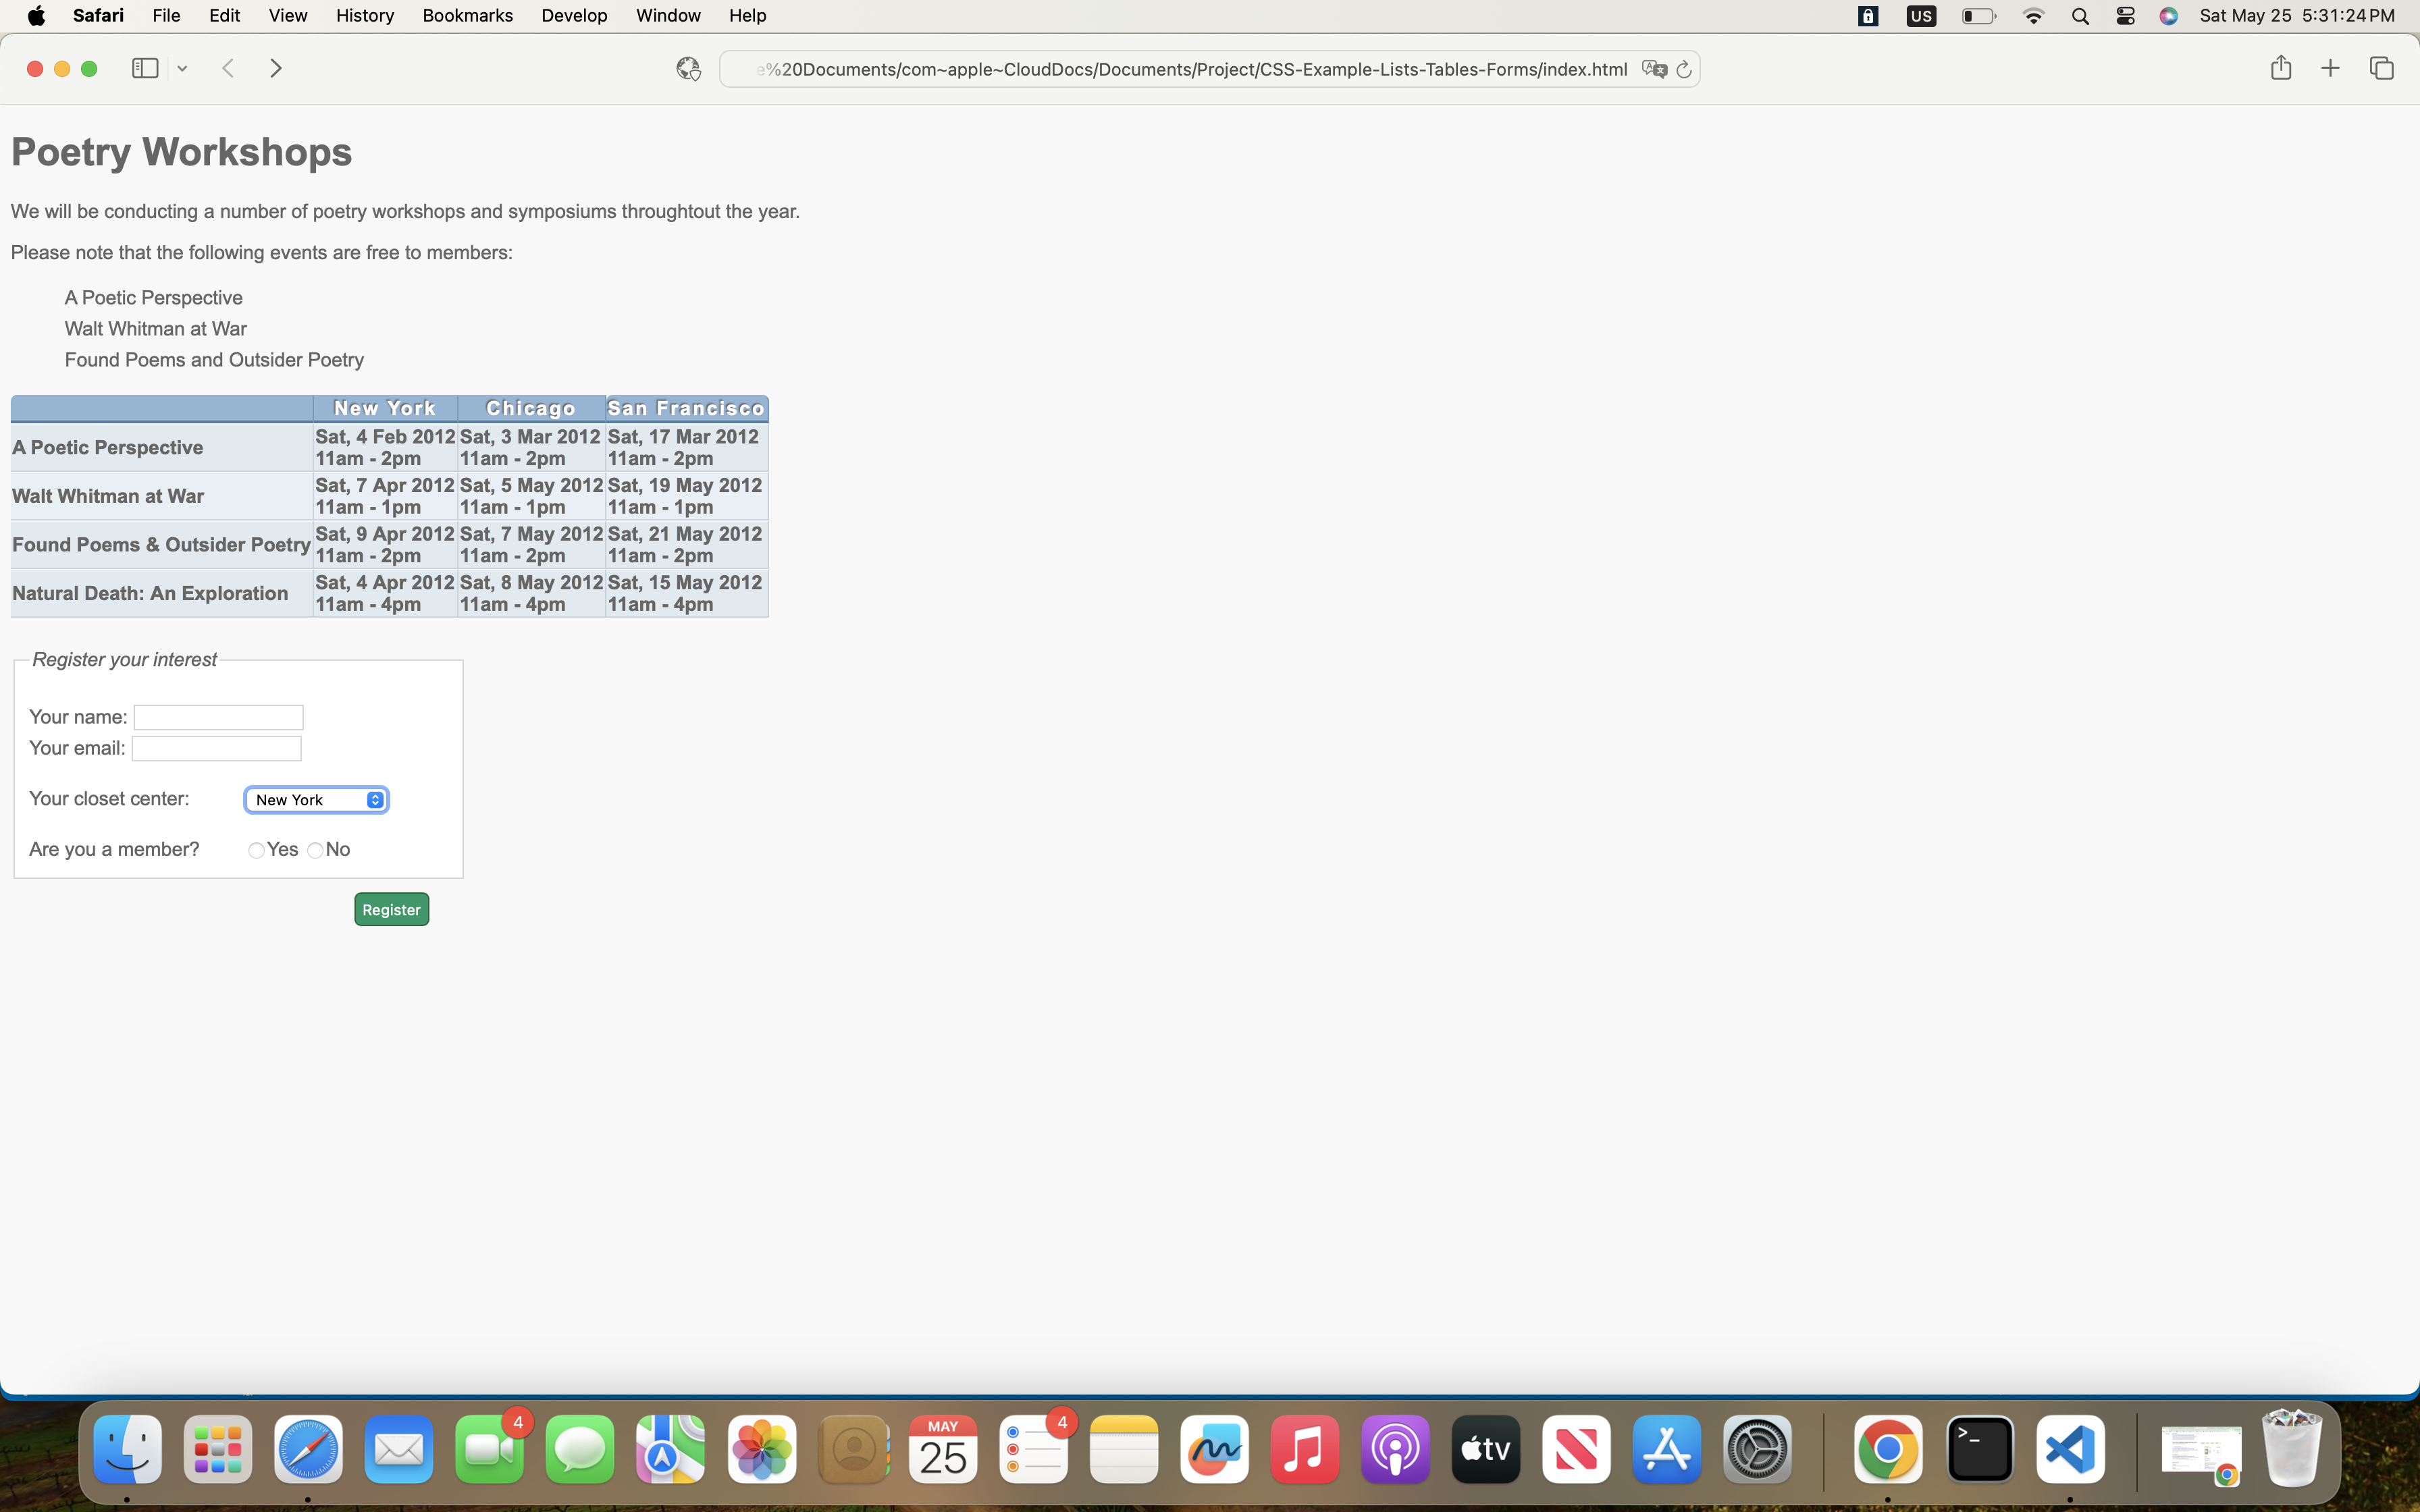 Safari File Edit View History Bookmarks Develop Window Help US Sat May 25 5:31:24 PM
e%20Documents/com~apple~CloudDocs/Documents/Project/CSS-Example-Lists-Tables-Forms/index.html
Poetry Workshops
We will be conducting a number of poetry workshops and symposiums throughtout the year.
Please note that the following events are free to members:
A Poetic Perspective
Walt Whitman at War
Found Poems and Outsider Poetry
New York Chicago San Francisco
A Poetic Perspective Sat, 4 Feb 2012 Sat, 3 Mar 2012 Sat, 17 Mar 2012
11am - 2pm 11am - 2pm 11am - 2pm
Walt Whitman at War Sat, 7 Apr 2012 Sat, 5 May 2012 Sat, 19 May 2012
11am - 1pm 11am - 1pm 11am - 1pm
Found Poems & Outsider Poetry Sat, 9 Apr 2012 Sat, 7 May 2012 Sat, 21 May 2012
11am - 2pm 11am - 2pm 11am - 2pm
Natural Death: An Exploration Sat, 4 Apr 2012 Sat, 8 May 2012 Sat, 15 May 2012
11am - 4pm 11am - 4pm 11am - 4pm
Register your interest
Your name:
Your email:
Your closet center: New York
Are you a member? Yes No
Register
4 MAY 4
25 tv >_